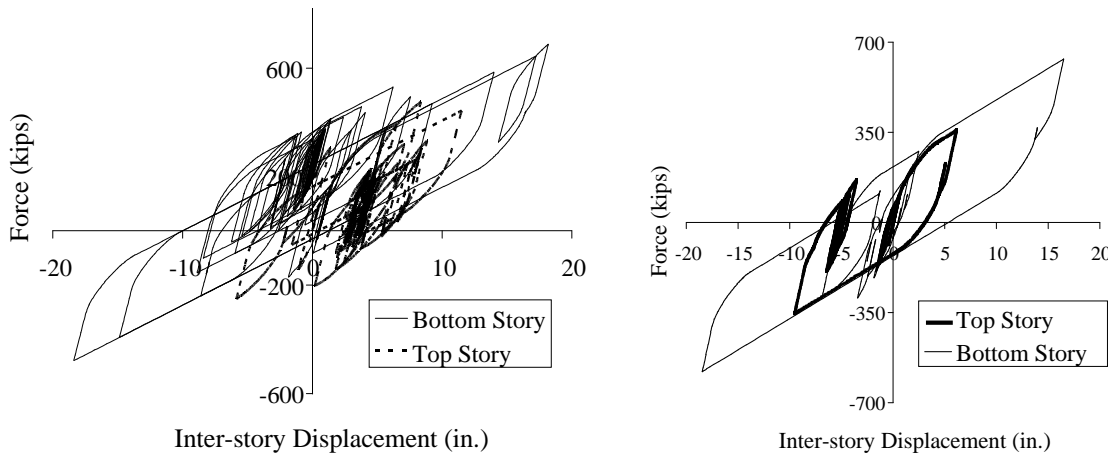 600
200
-20
-10
0
10
20
-200
-600
Force (kips)
Bottom Story
Top Story
Inter-story Displacement (in.)
700
350
0
-20
-15
-10
-5
0
5
10
15
20
-350
-700
Force (kips)
Top Story
Bottom Story
Inter-story Displacement (in.)